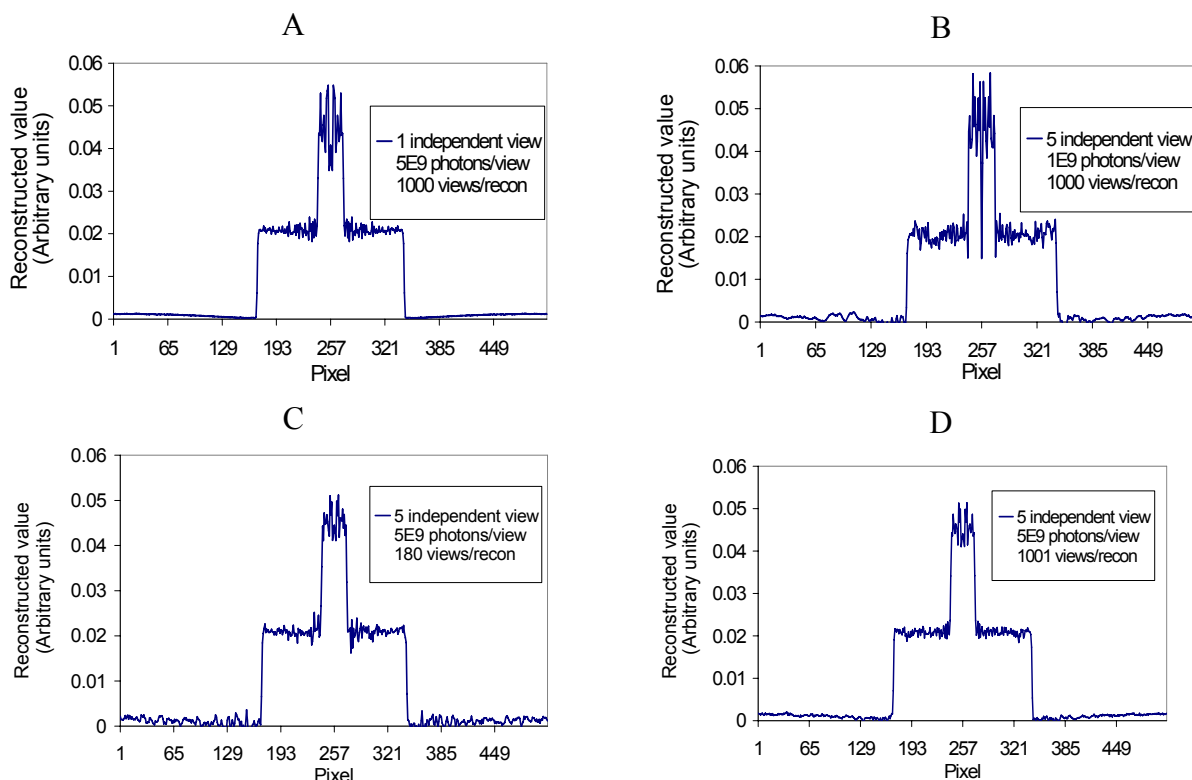 A
Reconstructed value
(Arbitrary units)
0.06
0.05
0.04
0.03
0.02
0.01
0
1 independent view
5E9 photons/view
1000 views/recon
1 65 129 193 257 321 385 449
Pixel
B
Reconstructed value
(Arbitrary units)
0.06
0.05
0.04
0.03
0.02
0.01
0
5 independent view
1E9 photons/view
1000 views/recon
1 65 129 193 257 321 385 449
Pixel
C
Reconstructed value
(Arbitrary units)
0.06
0.05
0.04
0.03
0.02
0.01
0
5 independent view
5E9 photons/view
180 views/recon
1 65 129 193 257 321 385 449
Pixel
D
Reconstructed value
(Arbitrary units)
0.06
0.05
0.04
0.03
0.02
0.01
0
5 independent view
5E9 photons/view
1001 views/recon
1 65 129 193 257 321 385 449
Pixel